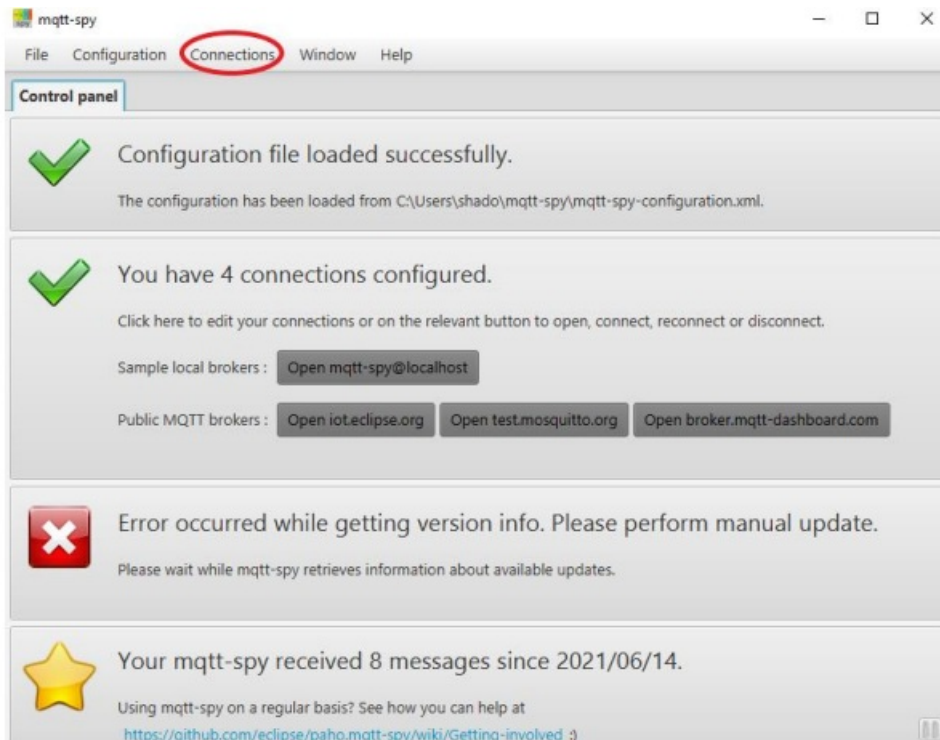 mqtt-spy
File Configuration Connections Window Help
Control panel
Configuration file loaded successfully.
The configuration has been loaded from C:\Users\shado\mqtt-spy\mqtt-spy-configuration.xml.
You have 4 connections configured.
Click here to edit your connections or on the relevant button to open, connect, reconnect or disconnect.
Sample local brokers : Open mqtt-spy@localhost
Public MQTT brokers : Open iot.eclipse.org Open test.mosquitto.org Open broker.mqtt-dashboard.com
Error occurred while getting version info. Please perform manual update.
Please wait while mqtt-spy retrieves information about available updates.
Your mqtt-spy received 8 messages since 2021/06/14.
Using mqtt-spy on a regular basis? See how you can help at
https://github.com/eclipse/paho.mqtt-spy/wiki/Getting-involved :)